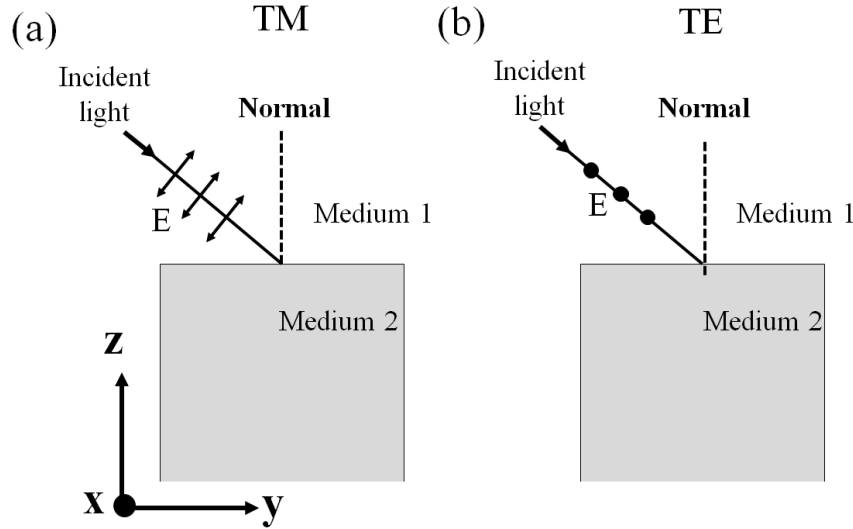 (a)
TM
Incident
light
Normal
E
Medium 1
Medium 2
z
x
y
(b)
TE
Incident
light
Normal
E
Medium 1
Medium 2